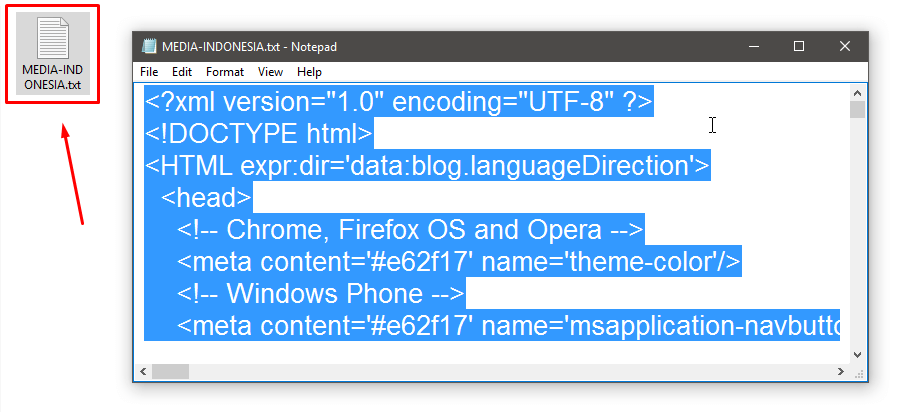 MEDIA-IND
ONESIA.txt
MEDIA-INDONESIA.txt - Notepad
File Edit Format View Help
<?xml version="1.0" encoding="UTF-8" ?>
<!DOCTYPE html>
<HTML expr:dir='data:blog.languageDirection'>
<head>
<!-- Chrome, Firefox OS and Opera -->
<meta content='#e62f17' name='theme-color'/>
<!-- Windows Phone -->
<meta content='#e62f17' name='msapplication-navbutto